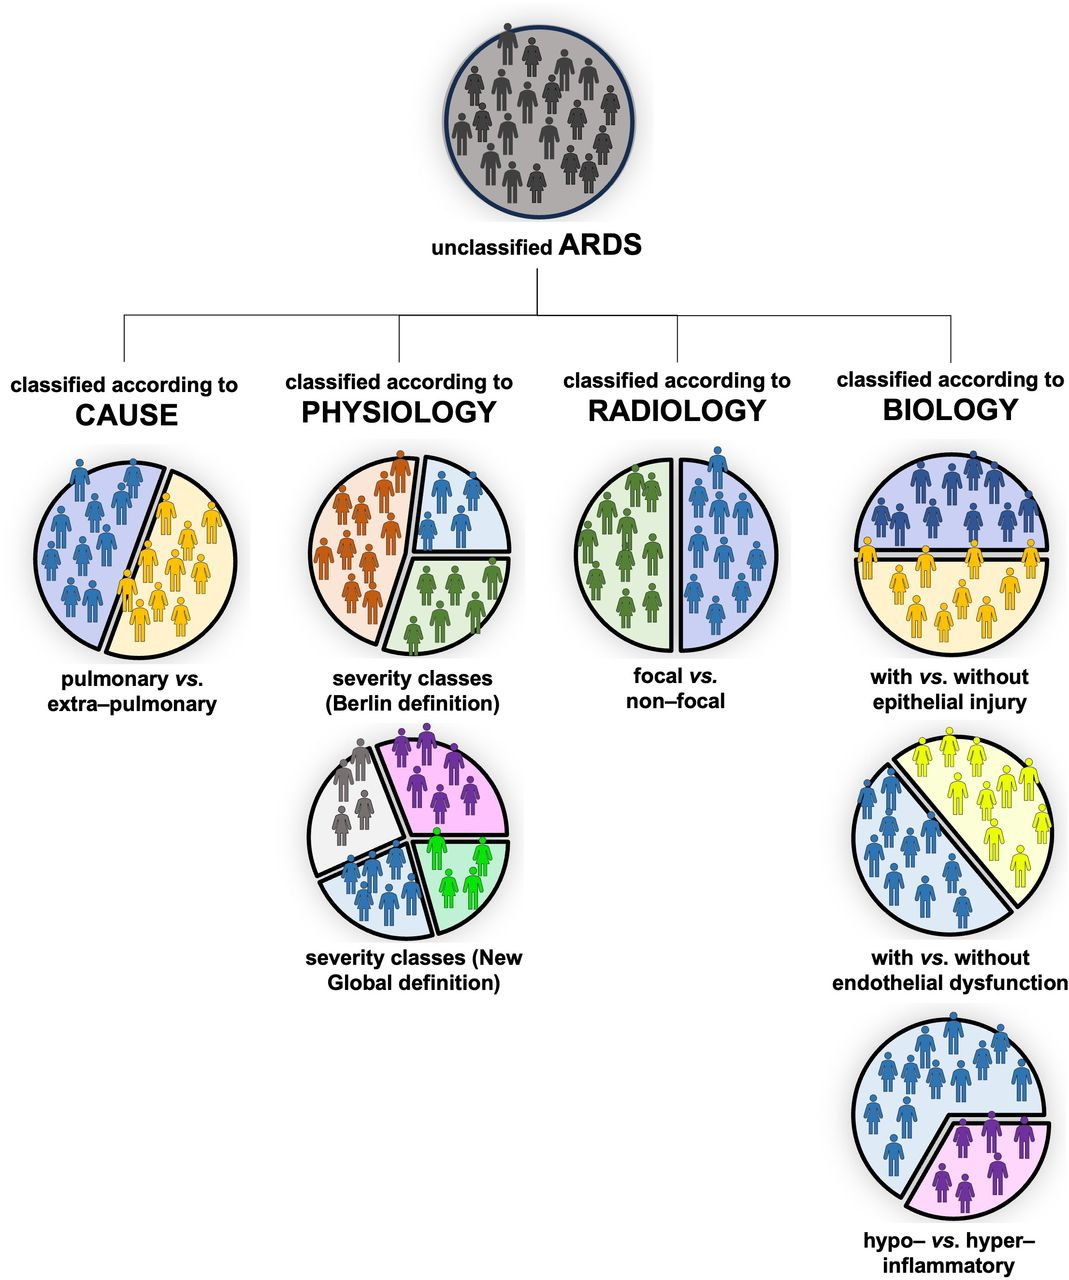 unclassified ARDS
classified according to
CAUSE
classified according to
PHYSIOLOGY
classified according to
RADIOLOGY
classified according to
BIOLOGY
pulmonary vs.
extra–pulmonary
severity classes
(Berlin definition)
focal vs.
non–focal
with vs. without
epithelial injury
severity classes (New
Global definition)
with vs. without
endothelial dysfunction
hypo– vs. hyper–
inflammatory